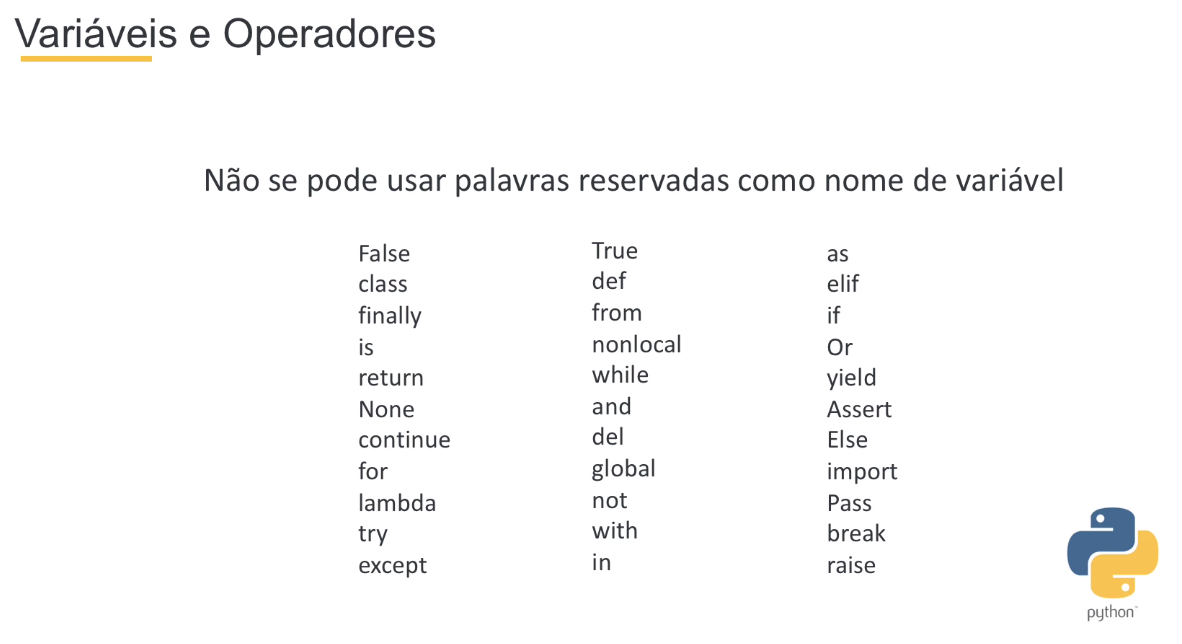 Variáveis e Operadores
Não se pode usar palavras reservadas como nome de variável
False
class
finally
is
return
None
continue
for
lambda
try
except
True
def
from
nonlocal
while
and
del
global
not
with
in
as
elif
if
Or
yield
Assert
Else
import
Pass
break
raise
python™